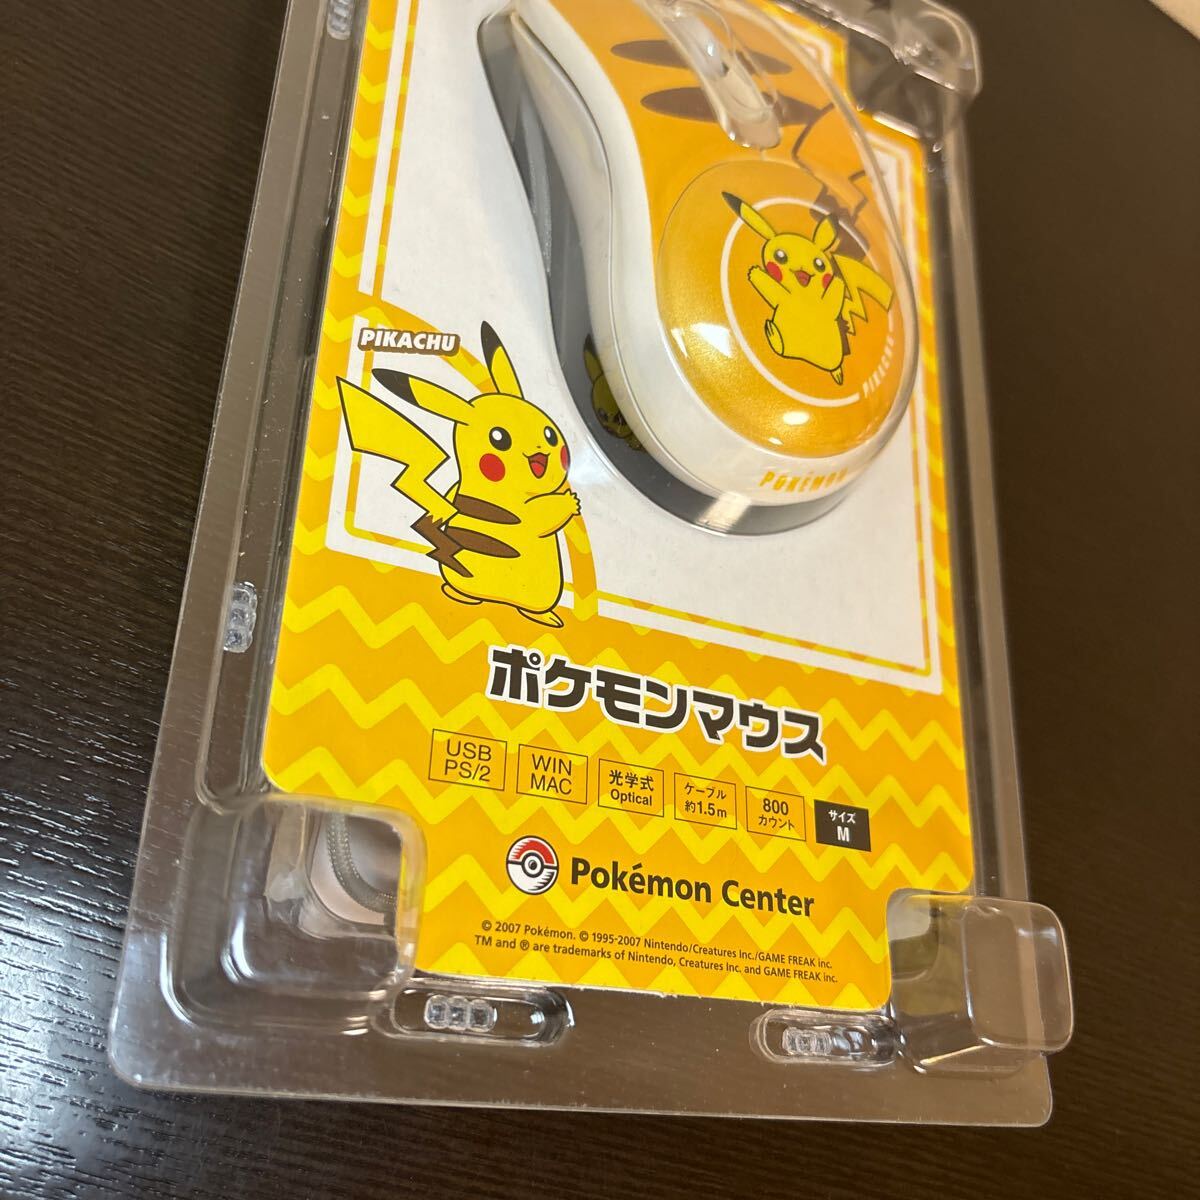 PIKACHU
PIKACHU
POKÉMON
ポケモンマウス
USB
PS/2
WIN
MAC
光学式
Optical
ケーブル
約1.5m
800
カウント
サイズ
M
Pokémon Center
© 2007 Pokémon. © 1995-2007 Nintendo/Creatures inc./GAME FREAK inc.
TM and ® are trademarks of Nintendo, Creatures Inc. and GAME FREAK inc.